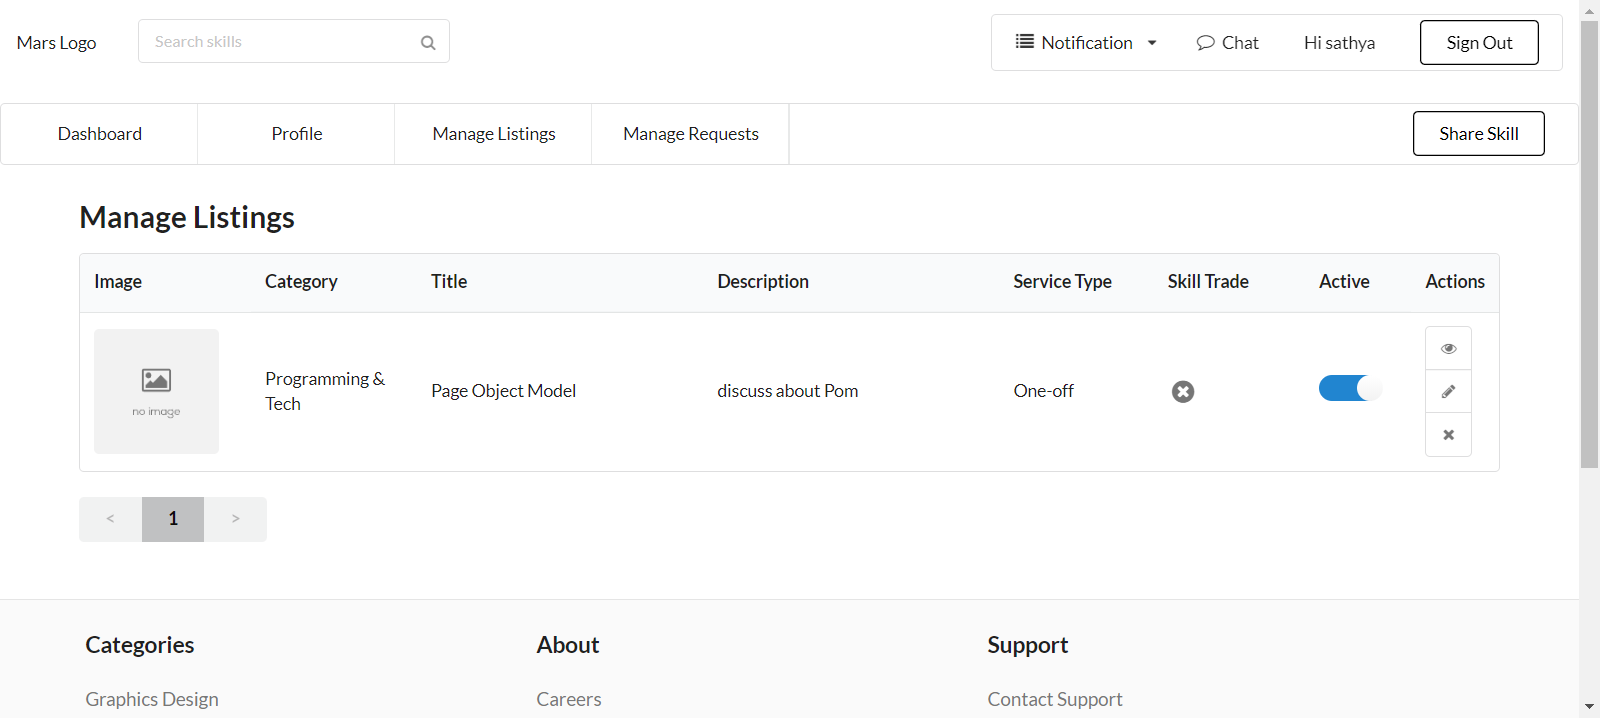 Mars Logo
Search skills
Notification
Chat
Hi sathya
Sign Out
Dashboard
Profile
Manage Listings
Manage Requests
Share Skill
Manage Listings
Image
Category
Title
Description
Service Type
Skill Trade
Active
Actions
no image
Programming &
Tech
Page Object Model
discuss about Pom
One-off
<
1
>
Categories
About
Support
Graphics Design
Careers
Contact Support